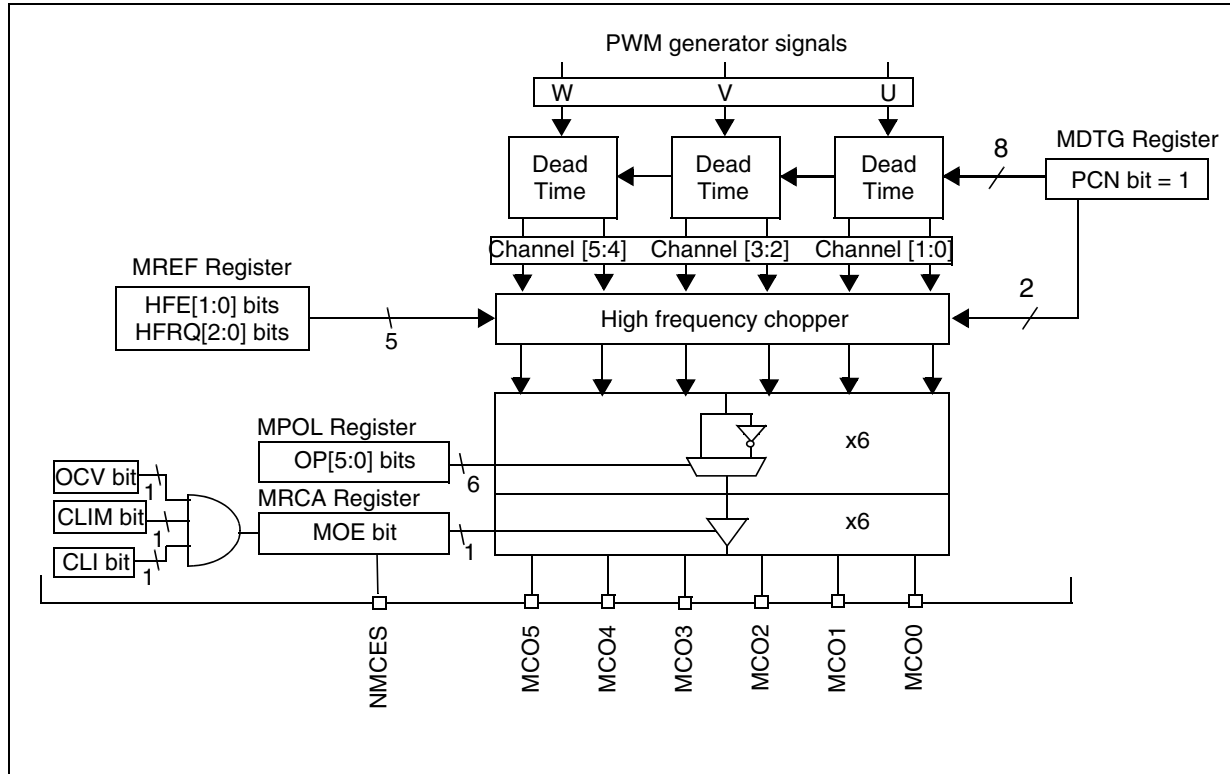 PWM generator signals
W V U
MDTG Register
8
PCN bit = 1
Dead Time
Dead Time
Dead Time
Channel [5:4] Channel [3:2] Channel [1:0]
MREF Register
HFE[1:0] bits
HFRQ[2:0] bits
5
High frequency chopper
2
MPOL Register
OP[5:0] bits
6
x6
OCV bit
1
CLIM bit
1
CLI bit
1
MRCA Register
MOE bit
1
x6
NMCES
MCO5
MCO4
MCO3
MCO2
MCO1
MCO0